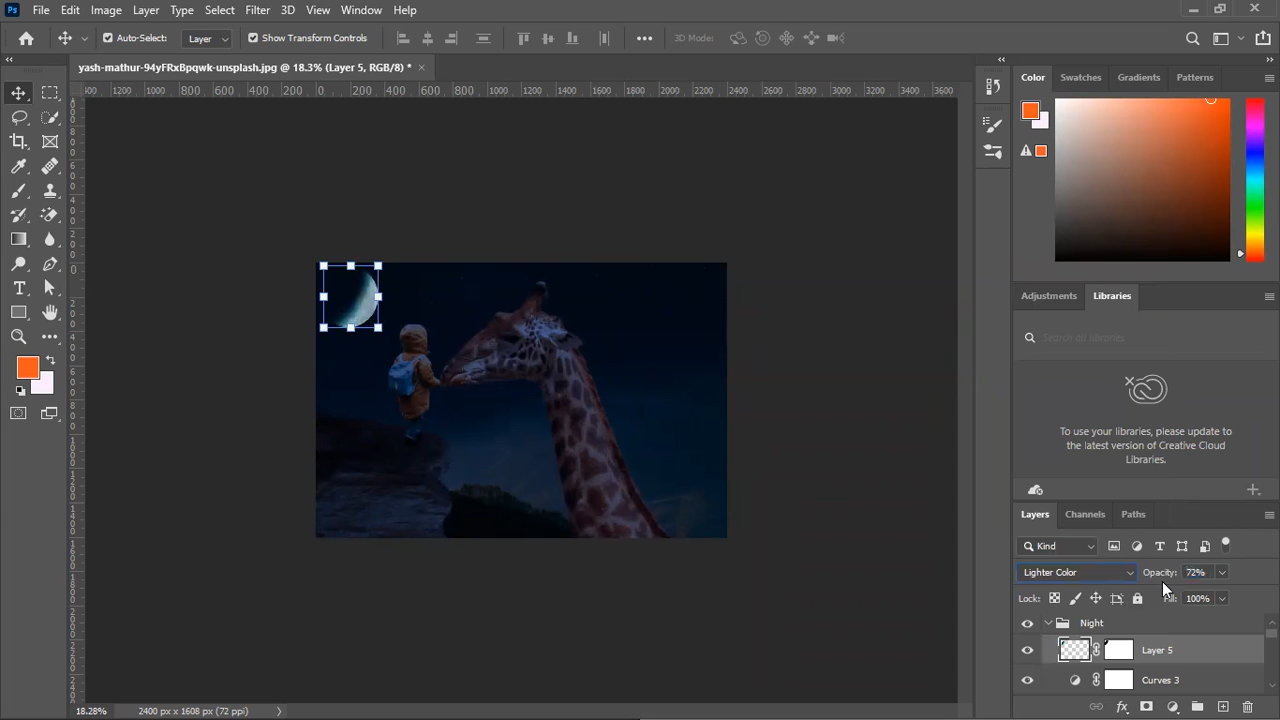 Ps File Edit Image Layer Type Select Filter 3D View Window Help
Auto-Select: Layer Show Transform Controls 3D Mode:
yash-mathur-94yFRxBpqwk-unsplash.jpg @ 18.3% (Layer 5, RGB/8) *
1200 1000 800 600 400 200 0 200 400 600 800 1000 1200 1400 1600 1800 2000 2200 2400 2600 2800 3000 3200 3400 3600
Color Swatches Gradients Patterns
Adjustments Libraries
Search all libraries
To use your libraries, please update to
the latest version of Creative Cloud
Libraries.
Layers Channels Paths
Kind
Lighter Color Opacity: 72%
Lock: Fill: 100%
Night
Layer 5
Curves 3
18.28% 2400 px x 1608 px (72 ppi)